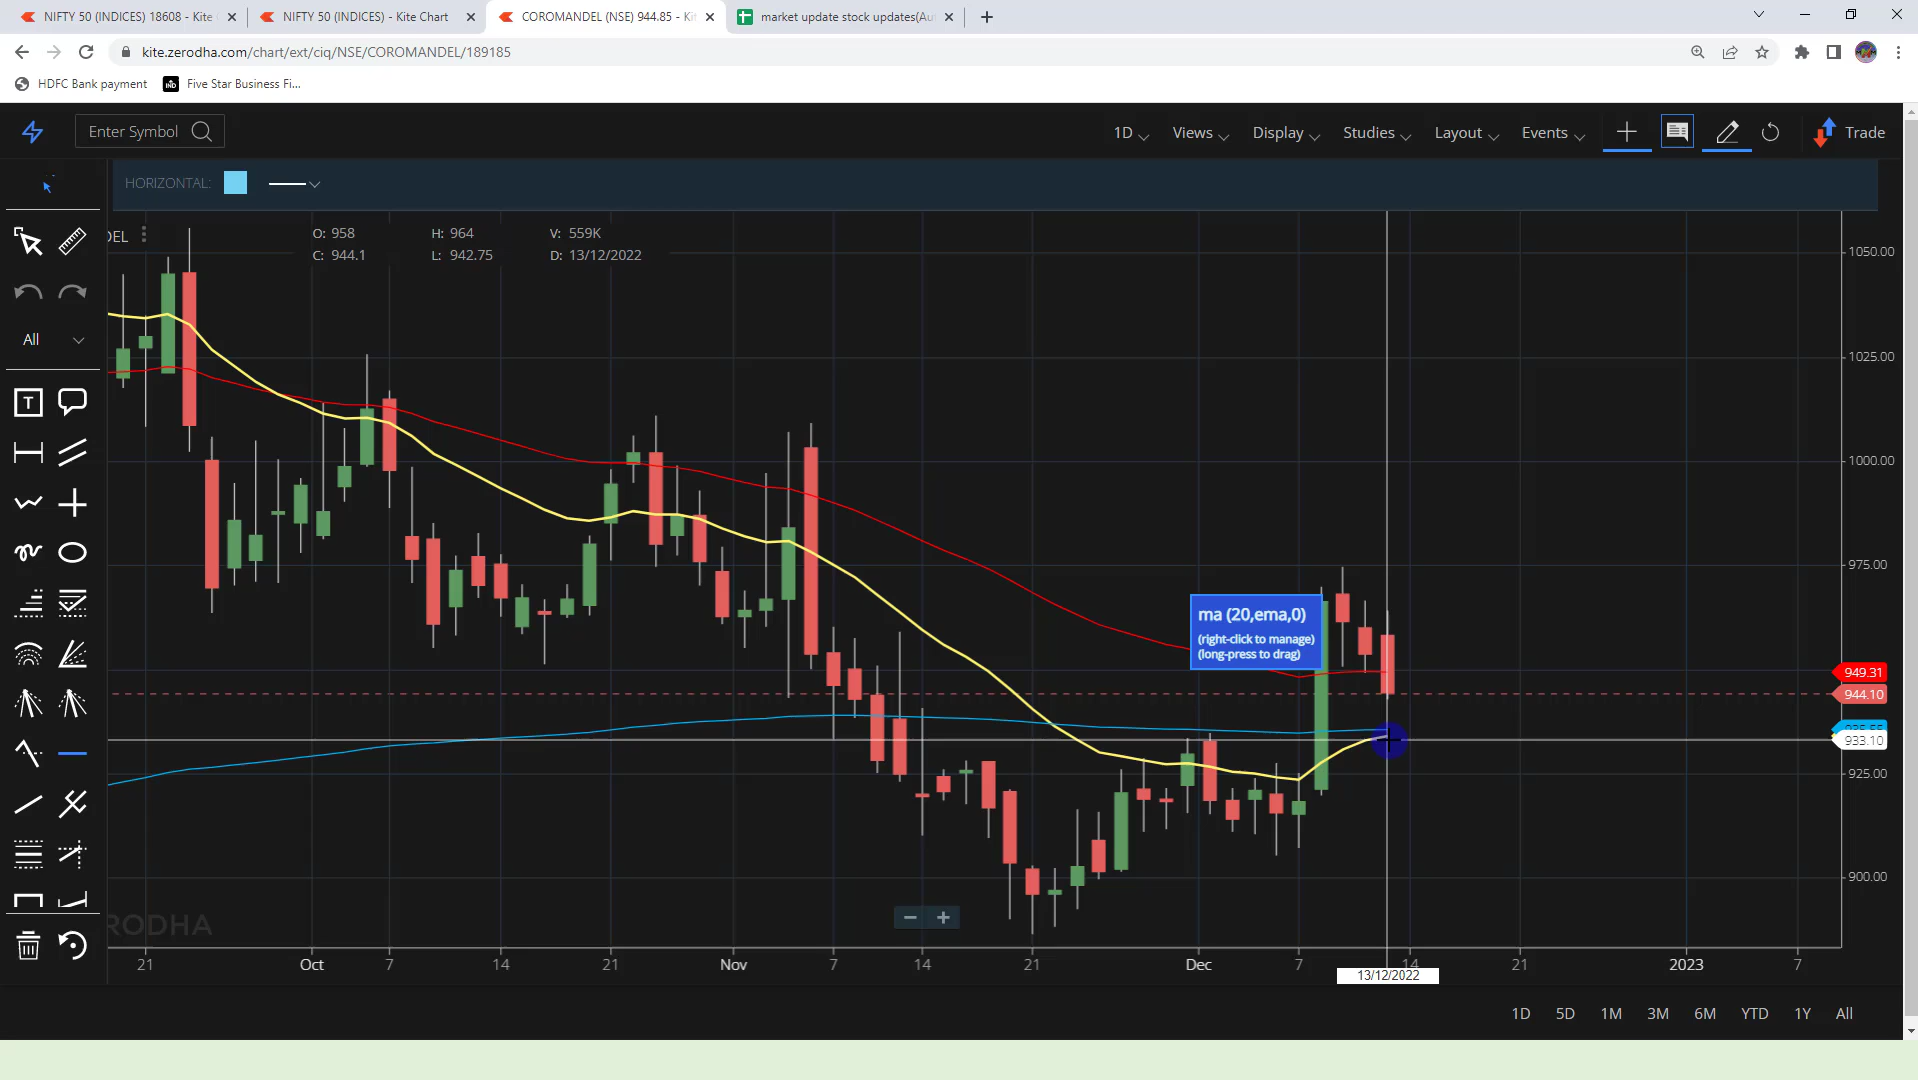 NIFTY 50 (INDICES) 18608 - Kite
NIFTY 50 (INDICES) - Kite Chart
COROMANDEL (NSE) 944.85 - Ki
market update stock updates(Au
kite.zerodha.com/chart/ext/ciq/NSE/COROMANDEL/189185
HDFC Bank payment
Five Star Business Fi...
Enter Symbol
1D
Views
Display
Studies
Layout
Events
Trade
HORIZONTAL:
DEL
O: 958
H: 964
V: 559K
C: 944.1
L: 942.75
D: 13/12/2022
All
T
1050.00
1025.00
1000.00
975.00
ma (20,ema,0)
(right-click to manage)
(long-press to drag)
949.31
944.10
933.10
925.00
900.00
RODHA
21
Oct
7
14
21
Nov
7
14
21
Dec
7
14
21
2023
7
13/12/2022
1D
5D
1M
3M
6M
YTD
1Y
All